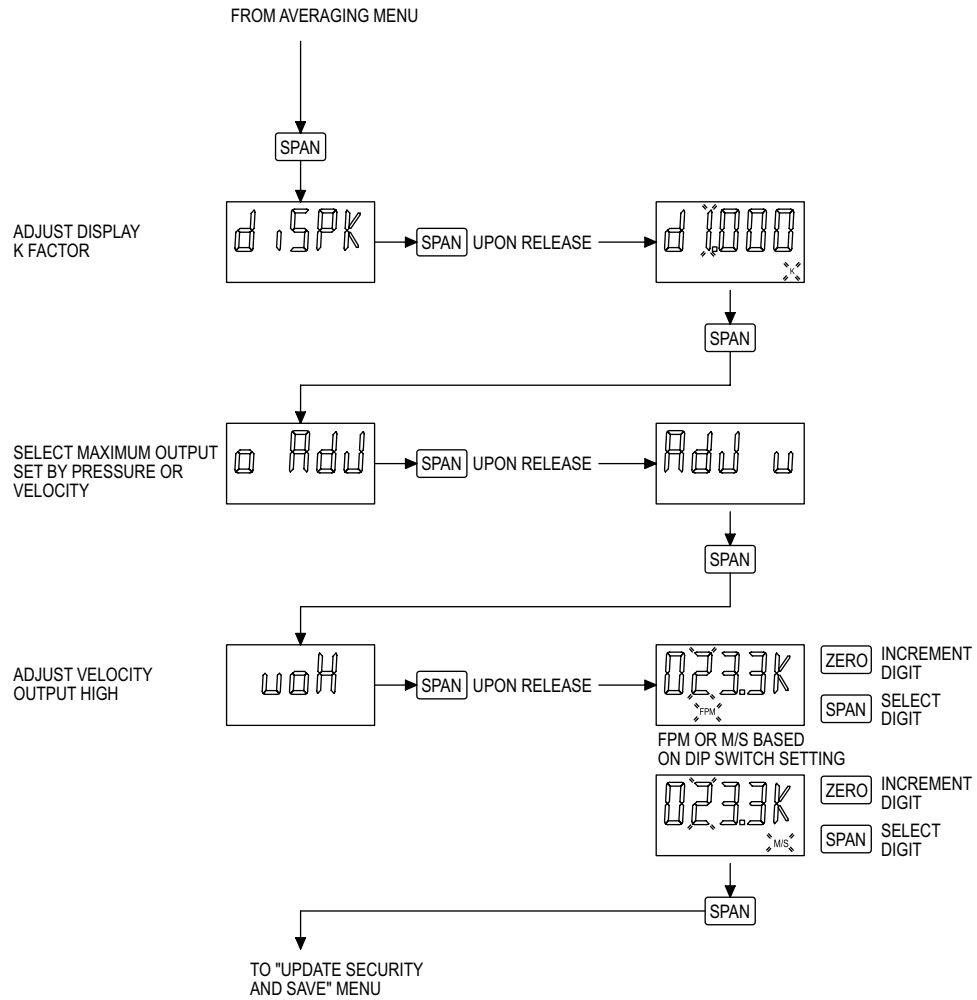 FROM AVERAGING MENU
SPAN
ADJUST DISPLAY
K FACTOR
diSPK
SPAN UPON RELEASE
d1.000
K
SPAN
SELECT MAXIMUM OUTPUT
SET BY PRESSURE OR
VELOCITY
o AdJ
SPAN UPON RELEASE
AdJ u
SPAN
ADJUST VELOCITY
OUTPUT HIGH
uoH
SPAN UPON RELEASE
023.3K
FPM
ZERO INCREMENT
DIGIT
SPAN SELECT
DIGIT
FPM OR M/S BASED
ON DIP SWITCH SETTING
023.3K
M/S
ZERO INCREMENT
DIGIT
SPAN SELECT
DIGIT
SPAN
TO "UPDATE SECURITY
AND SAVE" MENU